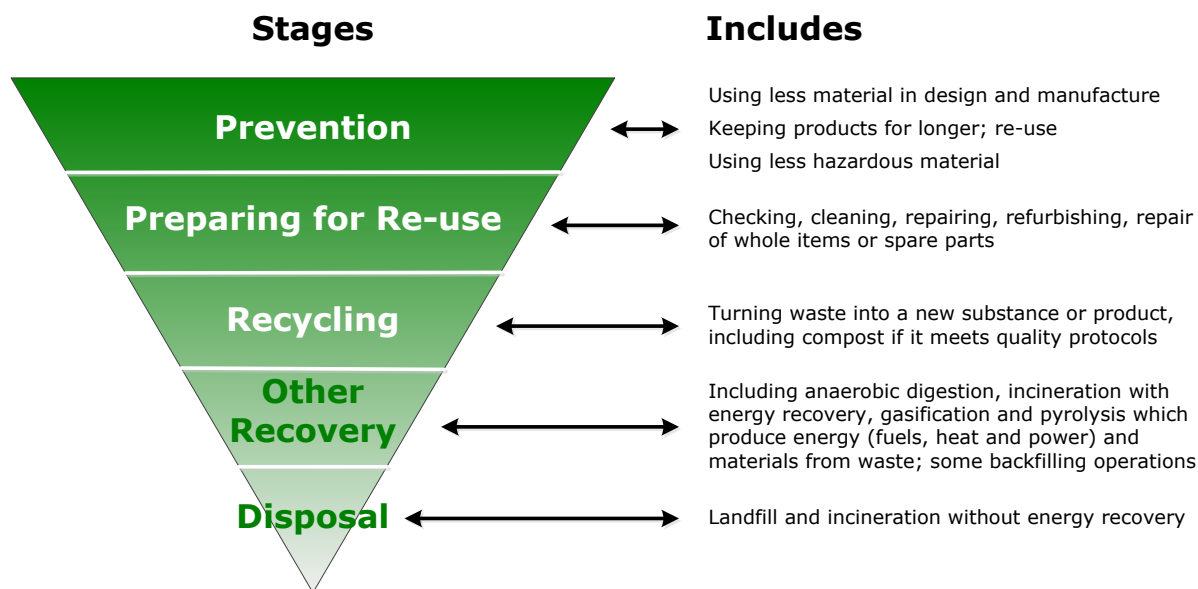 Stages
Includes
Prevention
Using less material in design and manufacture
Keeping products for longer; re-use
Using less hazardous material
Preparing for Re-use
Checking, cleaning, repairing, refurbishing, repair
of whole items or spare parts
Recycling
Turning waste into a new substance or product,
including compost if it meets quality protocols
Other
Recovery
Including anaerobic digestion, incineration with
energy recovery, gasification and pyrolysis which
produce energy (fuels, heat and power) and
materials from waste; some backfilling operations
Disposal
Landfill and incineration without energy recovery